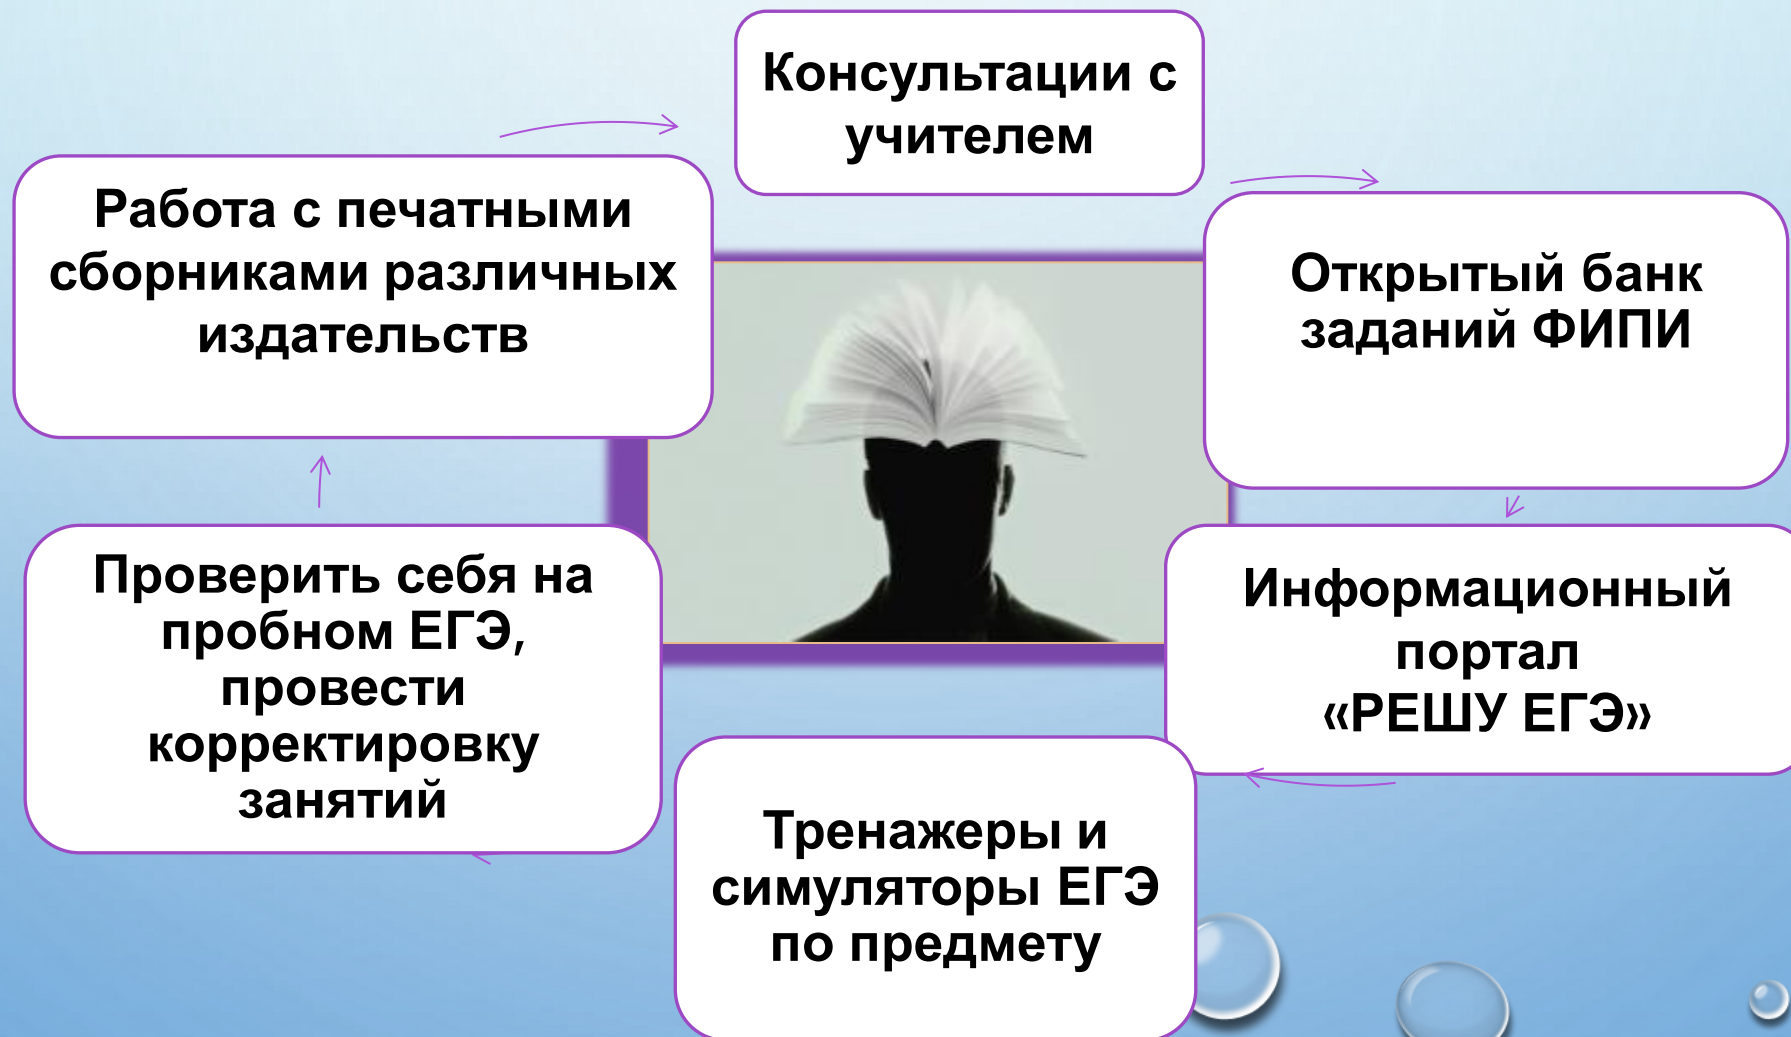 Консультации с
учителем
Открытый банк
заданий ФИПИ
Информационный
портал
«РЕШУ ЕГЭ»
Тренажеры и
симуляторы ЕГЭ
по предмету
Проверить себя на
пробном ЕГЭ,
провести
корректировку
занятий
Работа с печатными
сборниками различных
издательств